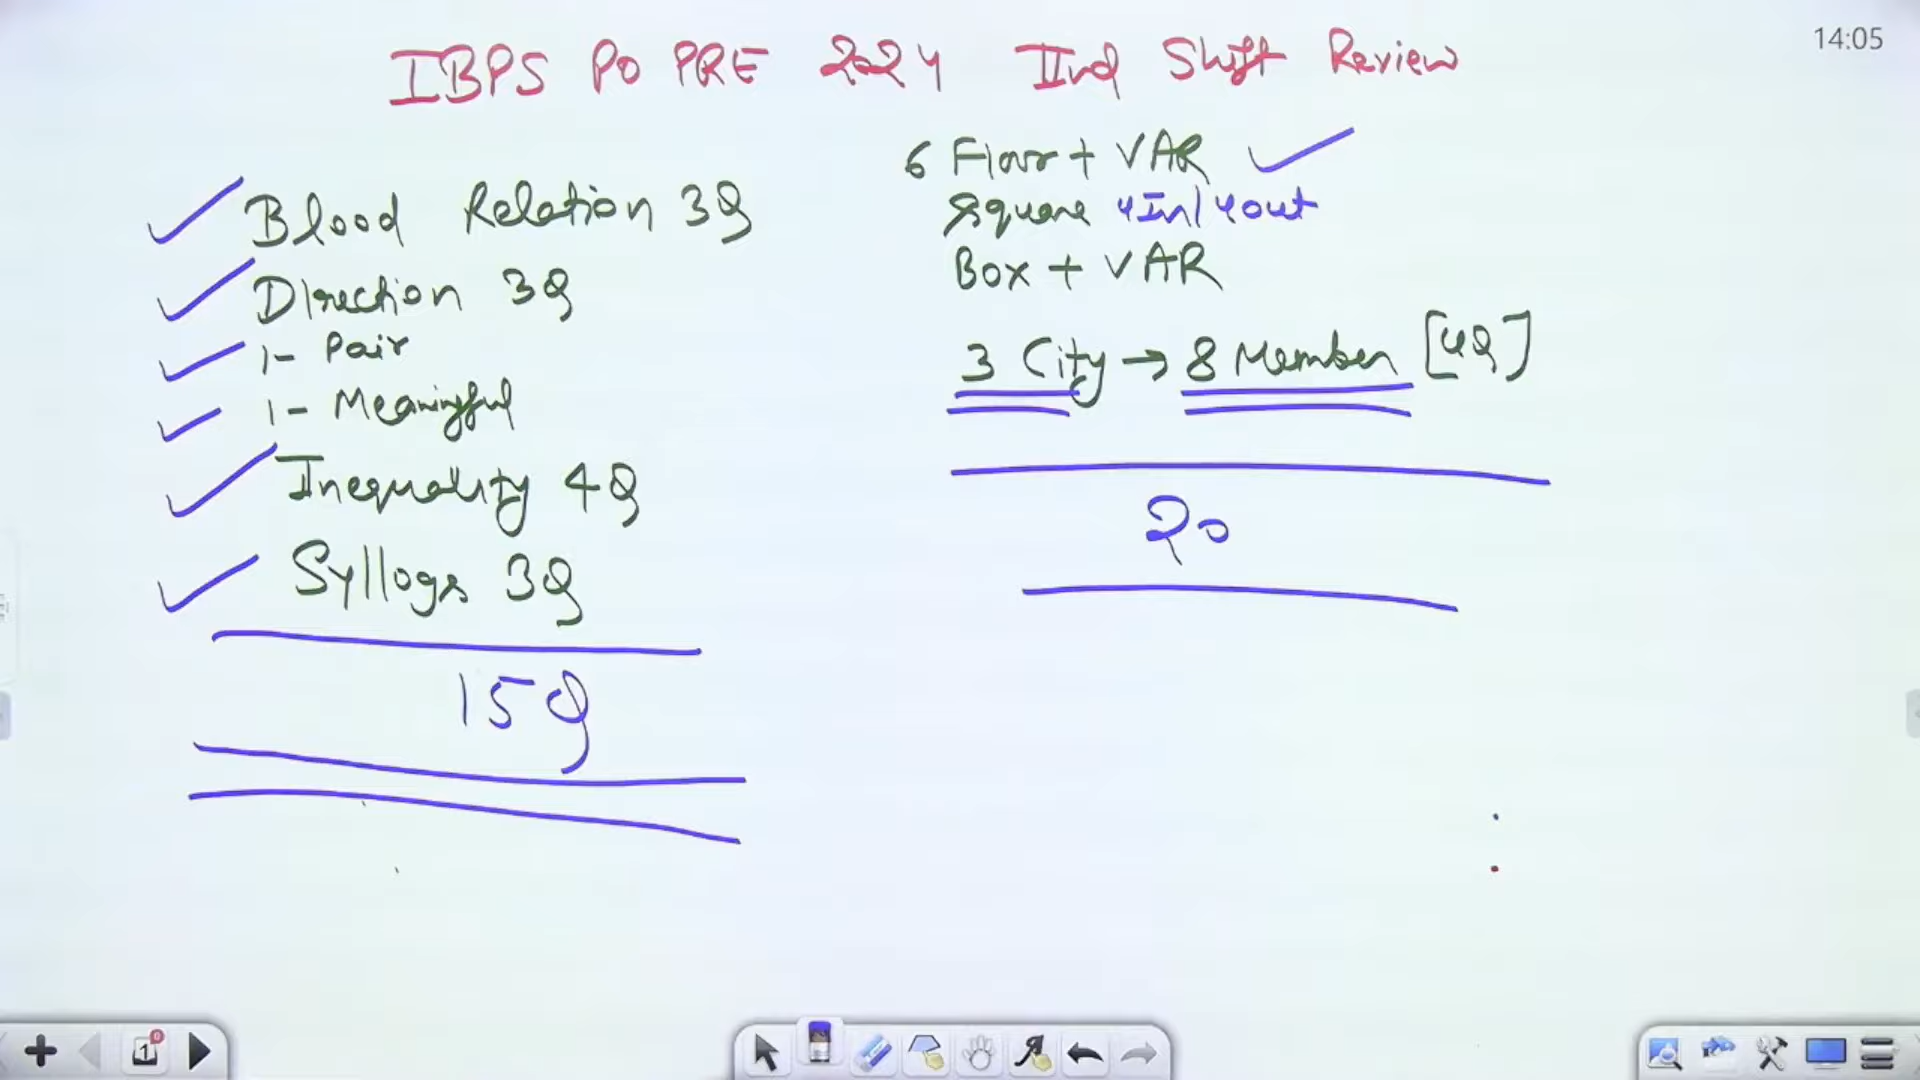 14:05
IBPS PO PRE 2024 IInd Shift Review
Blood Relation 3Q
Direction 3Q
1- Pair
1- Meaningful
Inequality 4Q
Syllogs 3Q
15Q
6 Floor + VAR
Square 4In/4out
Box + VAR
3 City → 8 Member [4Q]
20
1